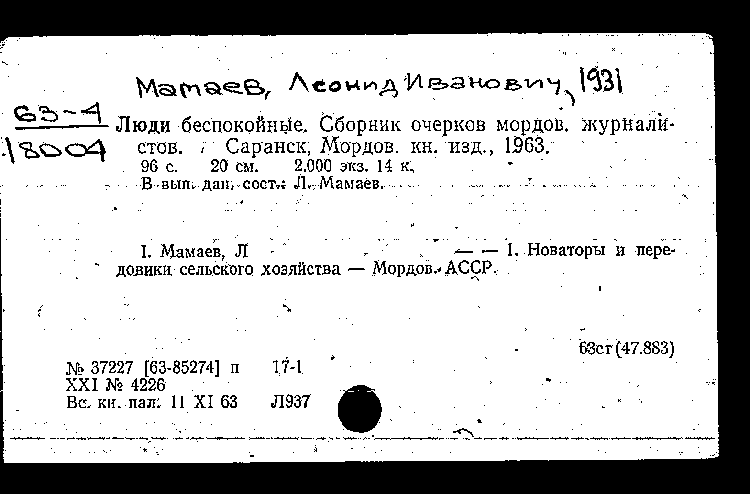 Мамаев, Леонид Иванович, 1931
63-4
18004
Люди беспокойные. Сборник очерков мордов. журнали-
стов. Саранск, Мордов. кн. изд., 1963.
96 с. 20 см. 2.000 экз. 14 к.
В вып. дан. сост.: Л. Мамаев.
I. Мамаев, Л — — I. Новаторы и пере-
довики сельского хозяйства — Мордов. АССР.
63ст(47.883)
№ 37227 [63-85274] п 17-1
XXI № 4226
Вс. кн. пал. 11 XI 63 Л937